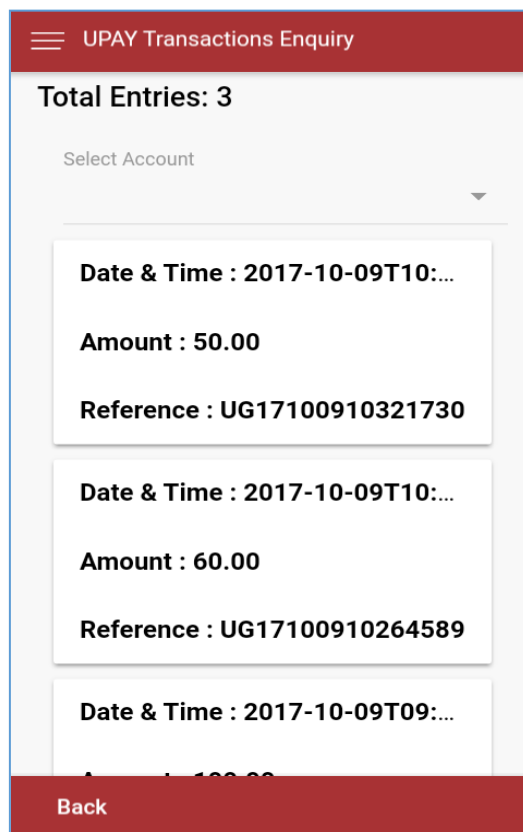 UPAY Transactions Enquiry
Total Entries: 3
Select Account
Date & Time : 2017-10-09T10:...
Amount : 50.00
Reference : UG17100910321730
Date & Time : 2017-10-09T10:...
Amount : 60.00
Reference : UG17100910264589
Date & Time : 2017-10-09T09:...
Back